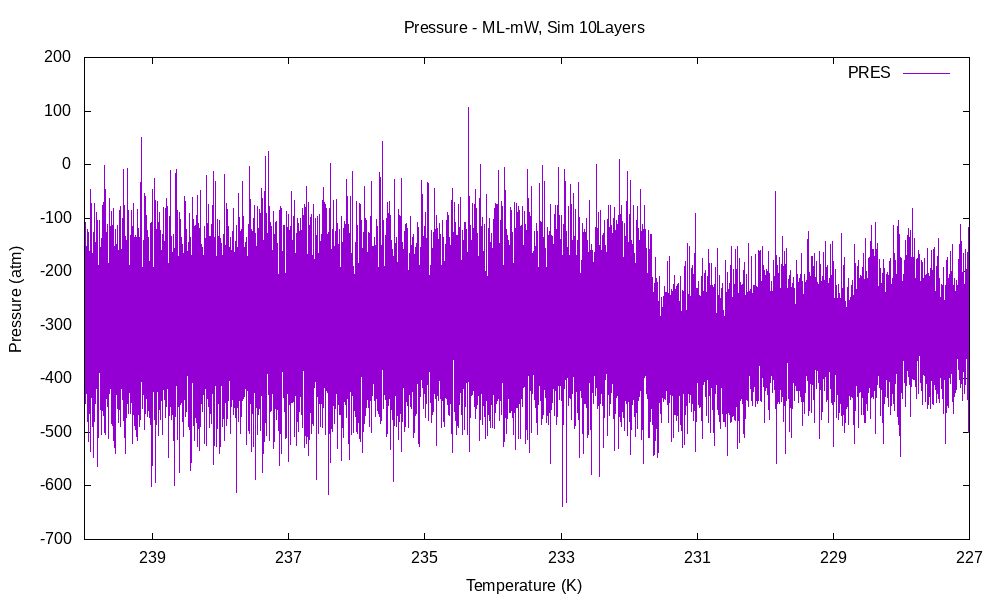 Pressure - ML-mW, Sim 10Layers
PRES
200
100
0
-100
-200
-300
-400
-500
-600
-700
Pressure (atm)
239 237 235 233 231 229 227
Temperature (K)